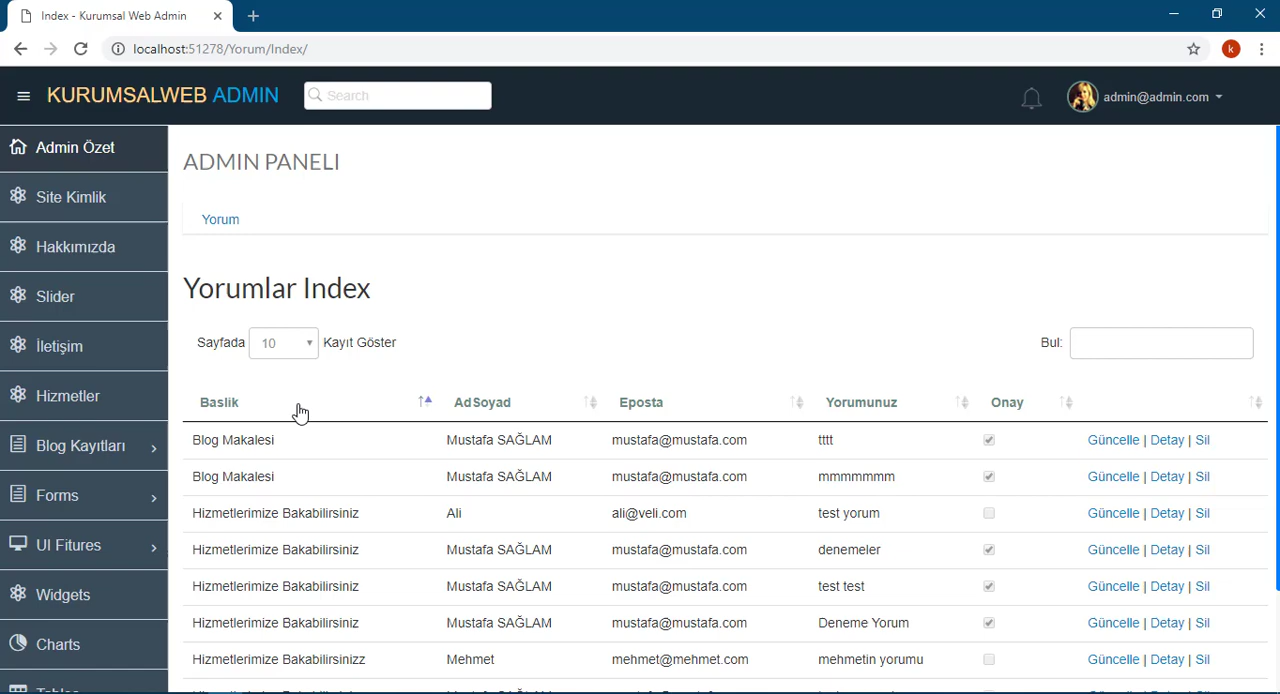 Index - Kurumsal Web Admin
localhost:51278/Yorum/Index/
k
KURUMSALWEB ADMIN
Search
admin@admin.com
Admin Özet
Site Kimlik
Hakkımızda
Slider
İletişim
Hizmetler
Blog Kayıtları
Forms
UI Fitures
Widgets
Charts
Tables
ADMIN PANELI
Yorum
Yorumlar Index
Sayfada 10 Kayıt Göster
Bul:
Baslik AdSoyad Eposta Yorumunuz Onay
Blog Makalesi Mustafa SAĞLAM mustafa@mustafa.com tttt Güncelle | Detay | Sil
Blog Makalesi Mustafa SAĞLAM mustafa@mustafa.com mmmmmmm Güncelle | Detay | Sil
Hizmetlerimize Bakabilirsiniz Ali ali@veli.com test yorum Güncelle | Detay | Sil
Hizmetlerimize Bakabilirsiniz Mustafa SAĞLAM mustafa@mustafa.com denemeler Güncelle | Detay | Sil
Hizmetlerimize Bakabilirsiniz Mustafa SAĞLAM mustafa@mustafa.com test test Güncelle | Detay | Sil
Hizmetlerimize Bakabilirsiniz Mustafa SAĞLAM mustafa@mustafa.com Deneme Yorum Güncelle | Detay | Sil
Hizmetlerimize Bakabilirsinizz Mehmet mehmet@mehmet.com mehmetin yorumu Güncelle | Detay | Sil